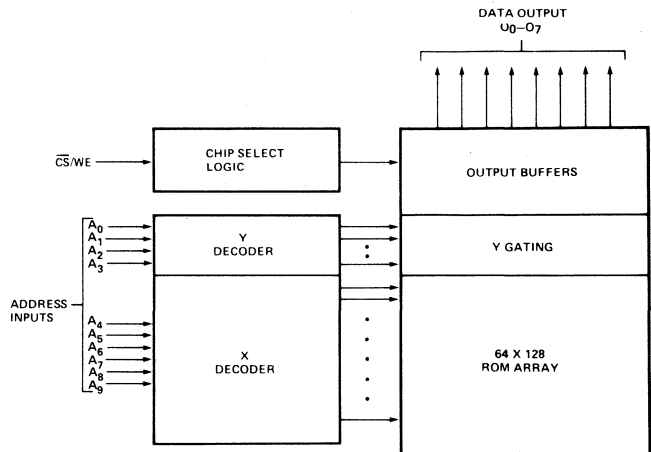 DATA OUTPUT
O0–O7
C̅S̅/WE
CHIP SELECT
LOGIC
OUTPUT BUFFERS
A0
A1
A2
A3
Y
DECODER
Y GATING
ADDRESS
INPUTS
A4
A5
A6
A7
A8
A9
X
DECODER
64 X 128
ROM ARRAY